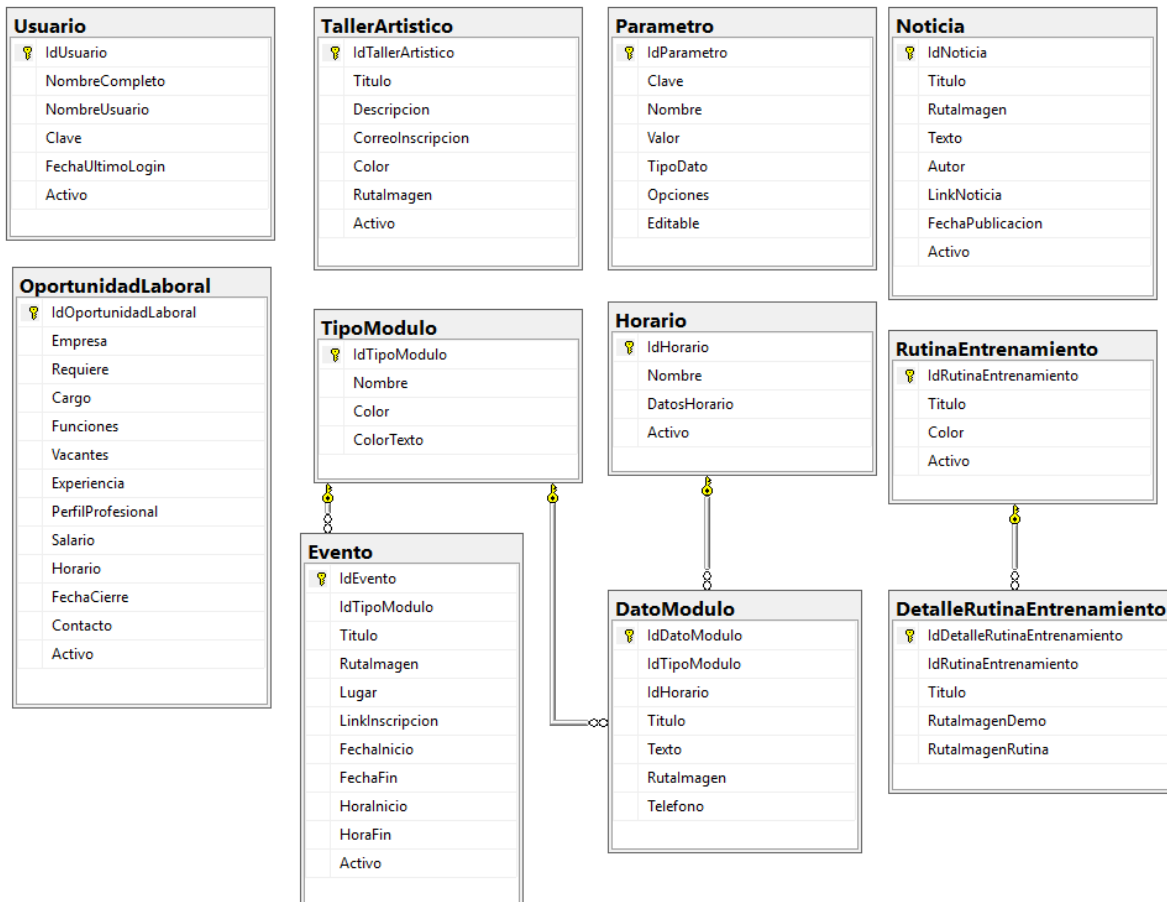 Usuario
IdUsuario
NombreCompleto
NombreUsuario
Clave
FechaUltimoLogin
Activo
TallerArtistico
IdTallerArtistico
Titulo
Descripcion
CorreoInscripcion
Color
RutaImagen
Activo
Parametro
IdParametro
Clave
Nombre
Valor
TipoDato
Opciones
Editable
Noticia
IdNoticia
Titulo
RutaImagen
Texto
Autor
LinkNoticia
FechaPublicacion
Activo
OportunidadLaboral
IdOportunidadLaboral
Empresa
Requiere
Cargo
Funciones
Vacantes
Experiencia
PerfilProfesional
Salario
Horario
FechaCierre
Contacto
Activo
TipoModulo
IdTipoModulo
Nombre
Color
ColorTexto
Horario
IdHorario
Nombre
DatosHorario
Activo
RutinaEntrenamiento
IdRutinaEntrenamiento
Titulo
Color
Activo
Evento
IdEvento
IdTipoModulo
Titulo
RutaImagen
Lugar
LinkInscripcion
FechaInicio
FechaFin
HoraInicio
HoraFin
Activo
DatoModulo
IdDatoModulo
IdTipoModulo
IdHorario
Titulo
Texto
RutaImagen
Telefono
DetalleRutinaEntrenamiento
IdDetalleRutinaEntrenamiento
IdRutinaEntrenamiento
Titulo
RutaImagenDemo
RutaImagenRutina